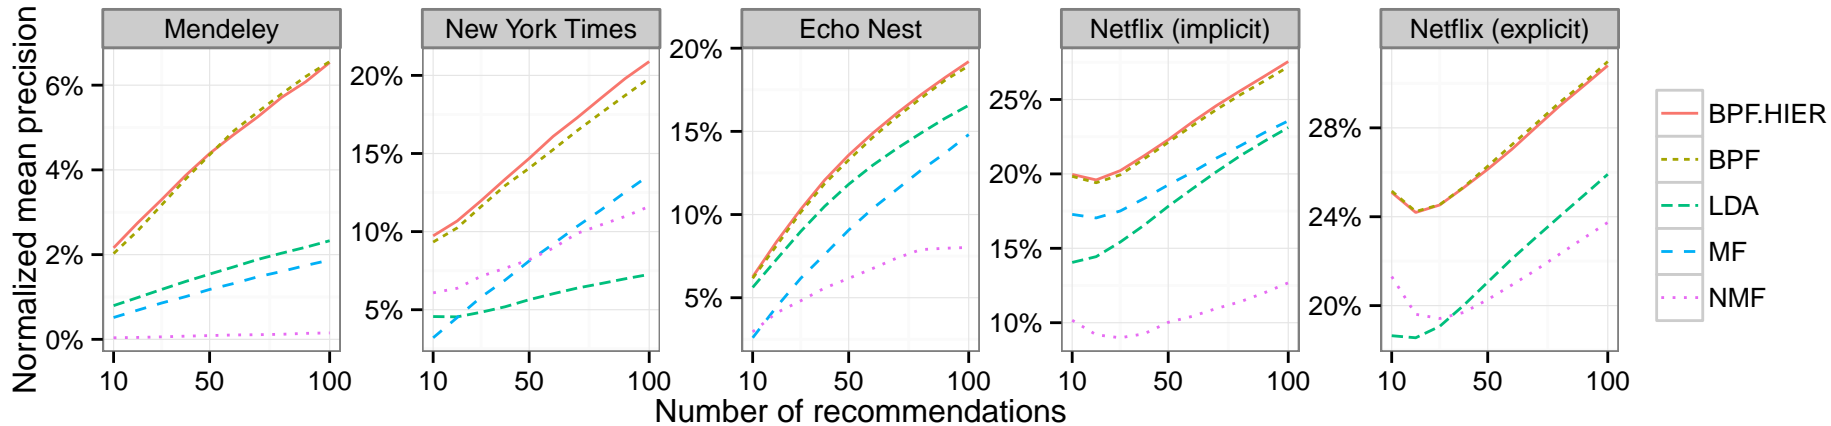 Normalized mean precision
Mendeley
6%
4%
2%
0%
10 50 100
New York Times
20%
15%
10%
5%
10 50 100
Echo Nest
20%
15%
10%
5%
10 50 100
Netflix (implicit)
25%
20%
15%
10%
10 50 100
Netflix (explicit)
28%
24%
20%
10 50 100
Number of recommendations
BPF.HIER
BPF
LDA
MF
NMF